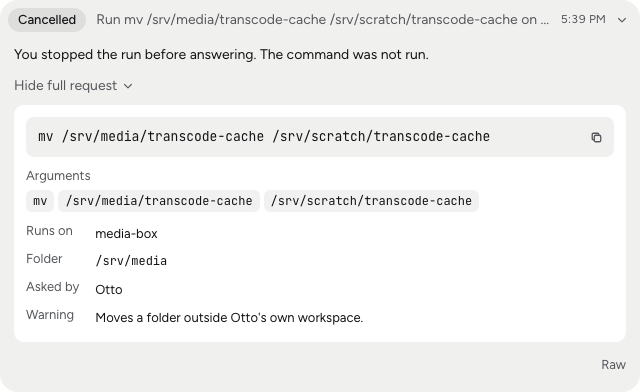 Cancelled Run mv /srv/media/transcode-cache /srv/scratch/transcode-cache on ... 5:39 PM
You stopped the run before answering. The command was not run.
Hide full request
mv /srv/media/transcode-cache /srv/scratch/transcode-cache
Arguments
mv /srv/media/transcode-cache /srv/scratch/transcode-cache
Runs on media-box
Folder /srv/media
Asked by Otto
Warning Moves a folder outside Otto's own workspace.
Raw